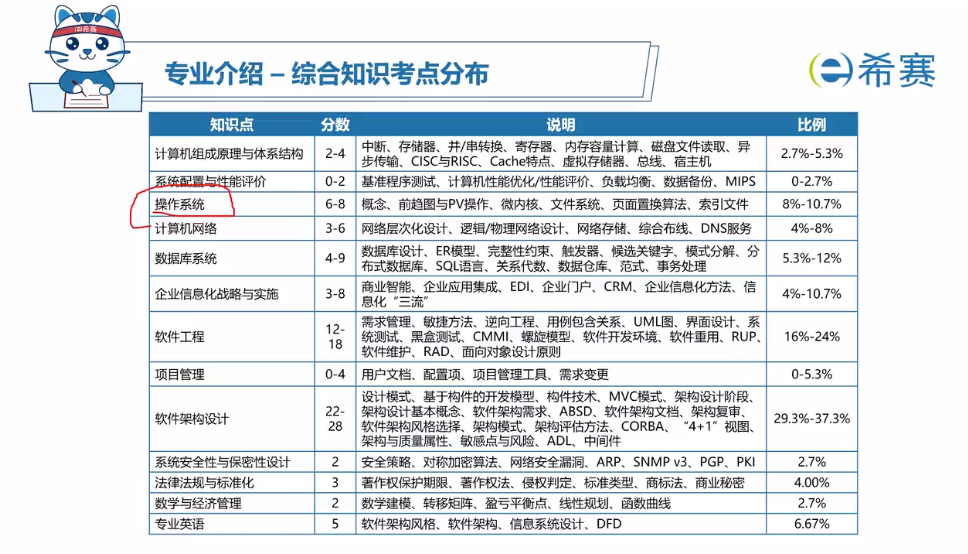 专业介绍 – 综合知识考点分布
希赛
知识点 分数 说明 比例
计算机组成原理与体系结构 2-4 中断、存储器、并/串转换、寄存器、内存容量计算、磁盘文件读取、异
步传输、CISC与RISC、Cache特点、虚拟存储器、总线、宿主机 2.7%-5.3%
系统配置与性能评价 0-2 基准程序测试、计算机性能优化/性能评价、负载均衡、数据备份、MIPS 0-2.7%
操作系统 6-8 概念、前趋图与PV操作、微内核、文件系统、页面置换算法、索引文件 8%-10.7%
计算机网络 3-6 网络层次化设计、逻辑/物理网络设计、网络存储、综合布线、DNS服务 4%-8%
数据库系统 4-9 数据库设计、ER模型、完整性约束、触发器、候选关键字、模式分解、分
布式数据库、SQL语言、关系代数、数据仓库、范式、事务处理 5.3%-12%
企业信息化战略与实施 3-8 商业智能、企业应用集成、EDI、企业门户、CRM、企业信息化方法、信
息化“三流” 4%-10.7%
软件工程 12-
18 需求管理、敏捷方法、逆向工程、用例包含关系、UML图、界面设计、系
统测试、黑盒测试、CMMI、螺旋模型、软件开发环境、软件重用、RUP、
软件维护、RAD、面向对象设计原则 16%-24%
项目管理 0-4 用户文档、配置项、项目管理工具、需求变更 0-5.3%
软件架构设计 22-
28 设计模式、基于构件的开发模型、构件技术、MVC模式、架构设计阶段、
架构设计基本概念、软件架构需求、ABSD、软件架构文档、架构复审、
软件架构风格选择、架构模式、架构评估方法、CORBA、“4+1”视图、
架构与质量属性、敏感点与风险、ADL、中间件 29.3%-37.3%
系统安全性与保密性设计 2 安全策略、对称加密算法、网络安全漏洞、ARP、SNMP v3、PGP、PKI 2.7%
法律法规与标准化 3 著作权保护期限、著作权法、侵权判定、标准类型、商标法、商业秘密 4.00%
数学与经济管理 2 数学建模、转移矩阵、盈亏平衡点、线性规划、函数曲线 2.7%
专业英语 5 软件架构风格、软件架构、信息系统设计、DFD 6.67%